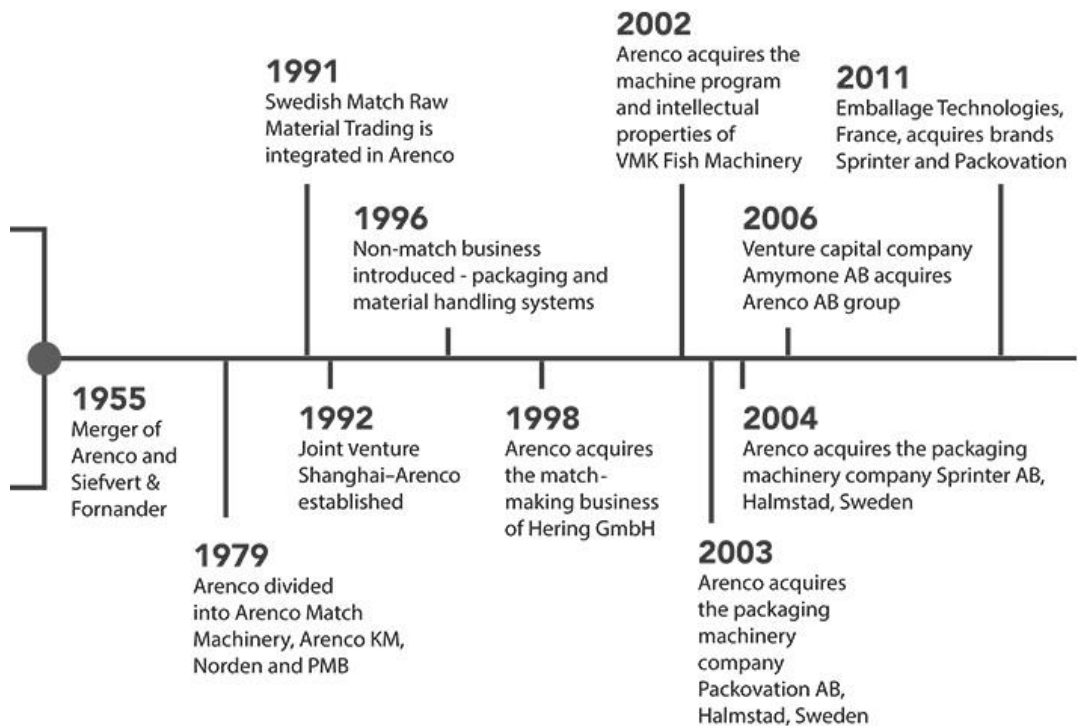 1955
Merger of
Arenco and
Siefvert &
Fornander
1979
Arenco divided
into Arenco Match
Machinery, Arenco KM,
Norden and PMB
1991
Swedish Match Raw
Material Trading is
integrated in Arenco
1992
Joint Venture
Shanghai–Arenco
established
1996
Non-match business
introduced - packaging and
material handling systems
1998
Arenco acquires
the match-
making business
of Hering GmbH
2002
Arenco acquires the
machine program
and intellectual
properties of
VMK Fish Machinery
2003
Arenco acquires
the packaging
machinery
company
Packovation AB,
Halmstad, Sweden
2004
Arenco acquires the packaging
machinery company Sprinter AB,
Halmstad, Sweden
2006
Venture capital company
Amymone AB acquires
Arenco AB group
2011
Emballage Technologies,
France, acquires brands
Sprinter and Packovation